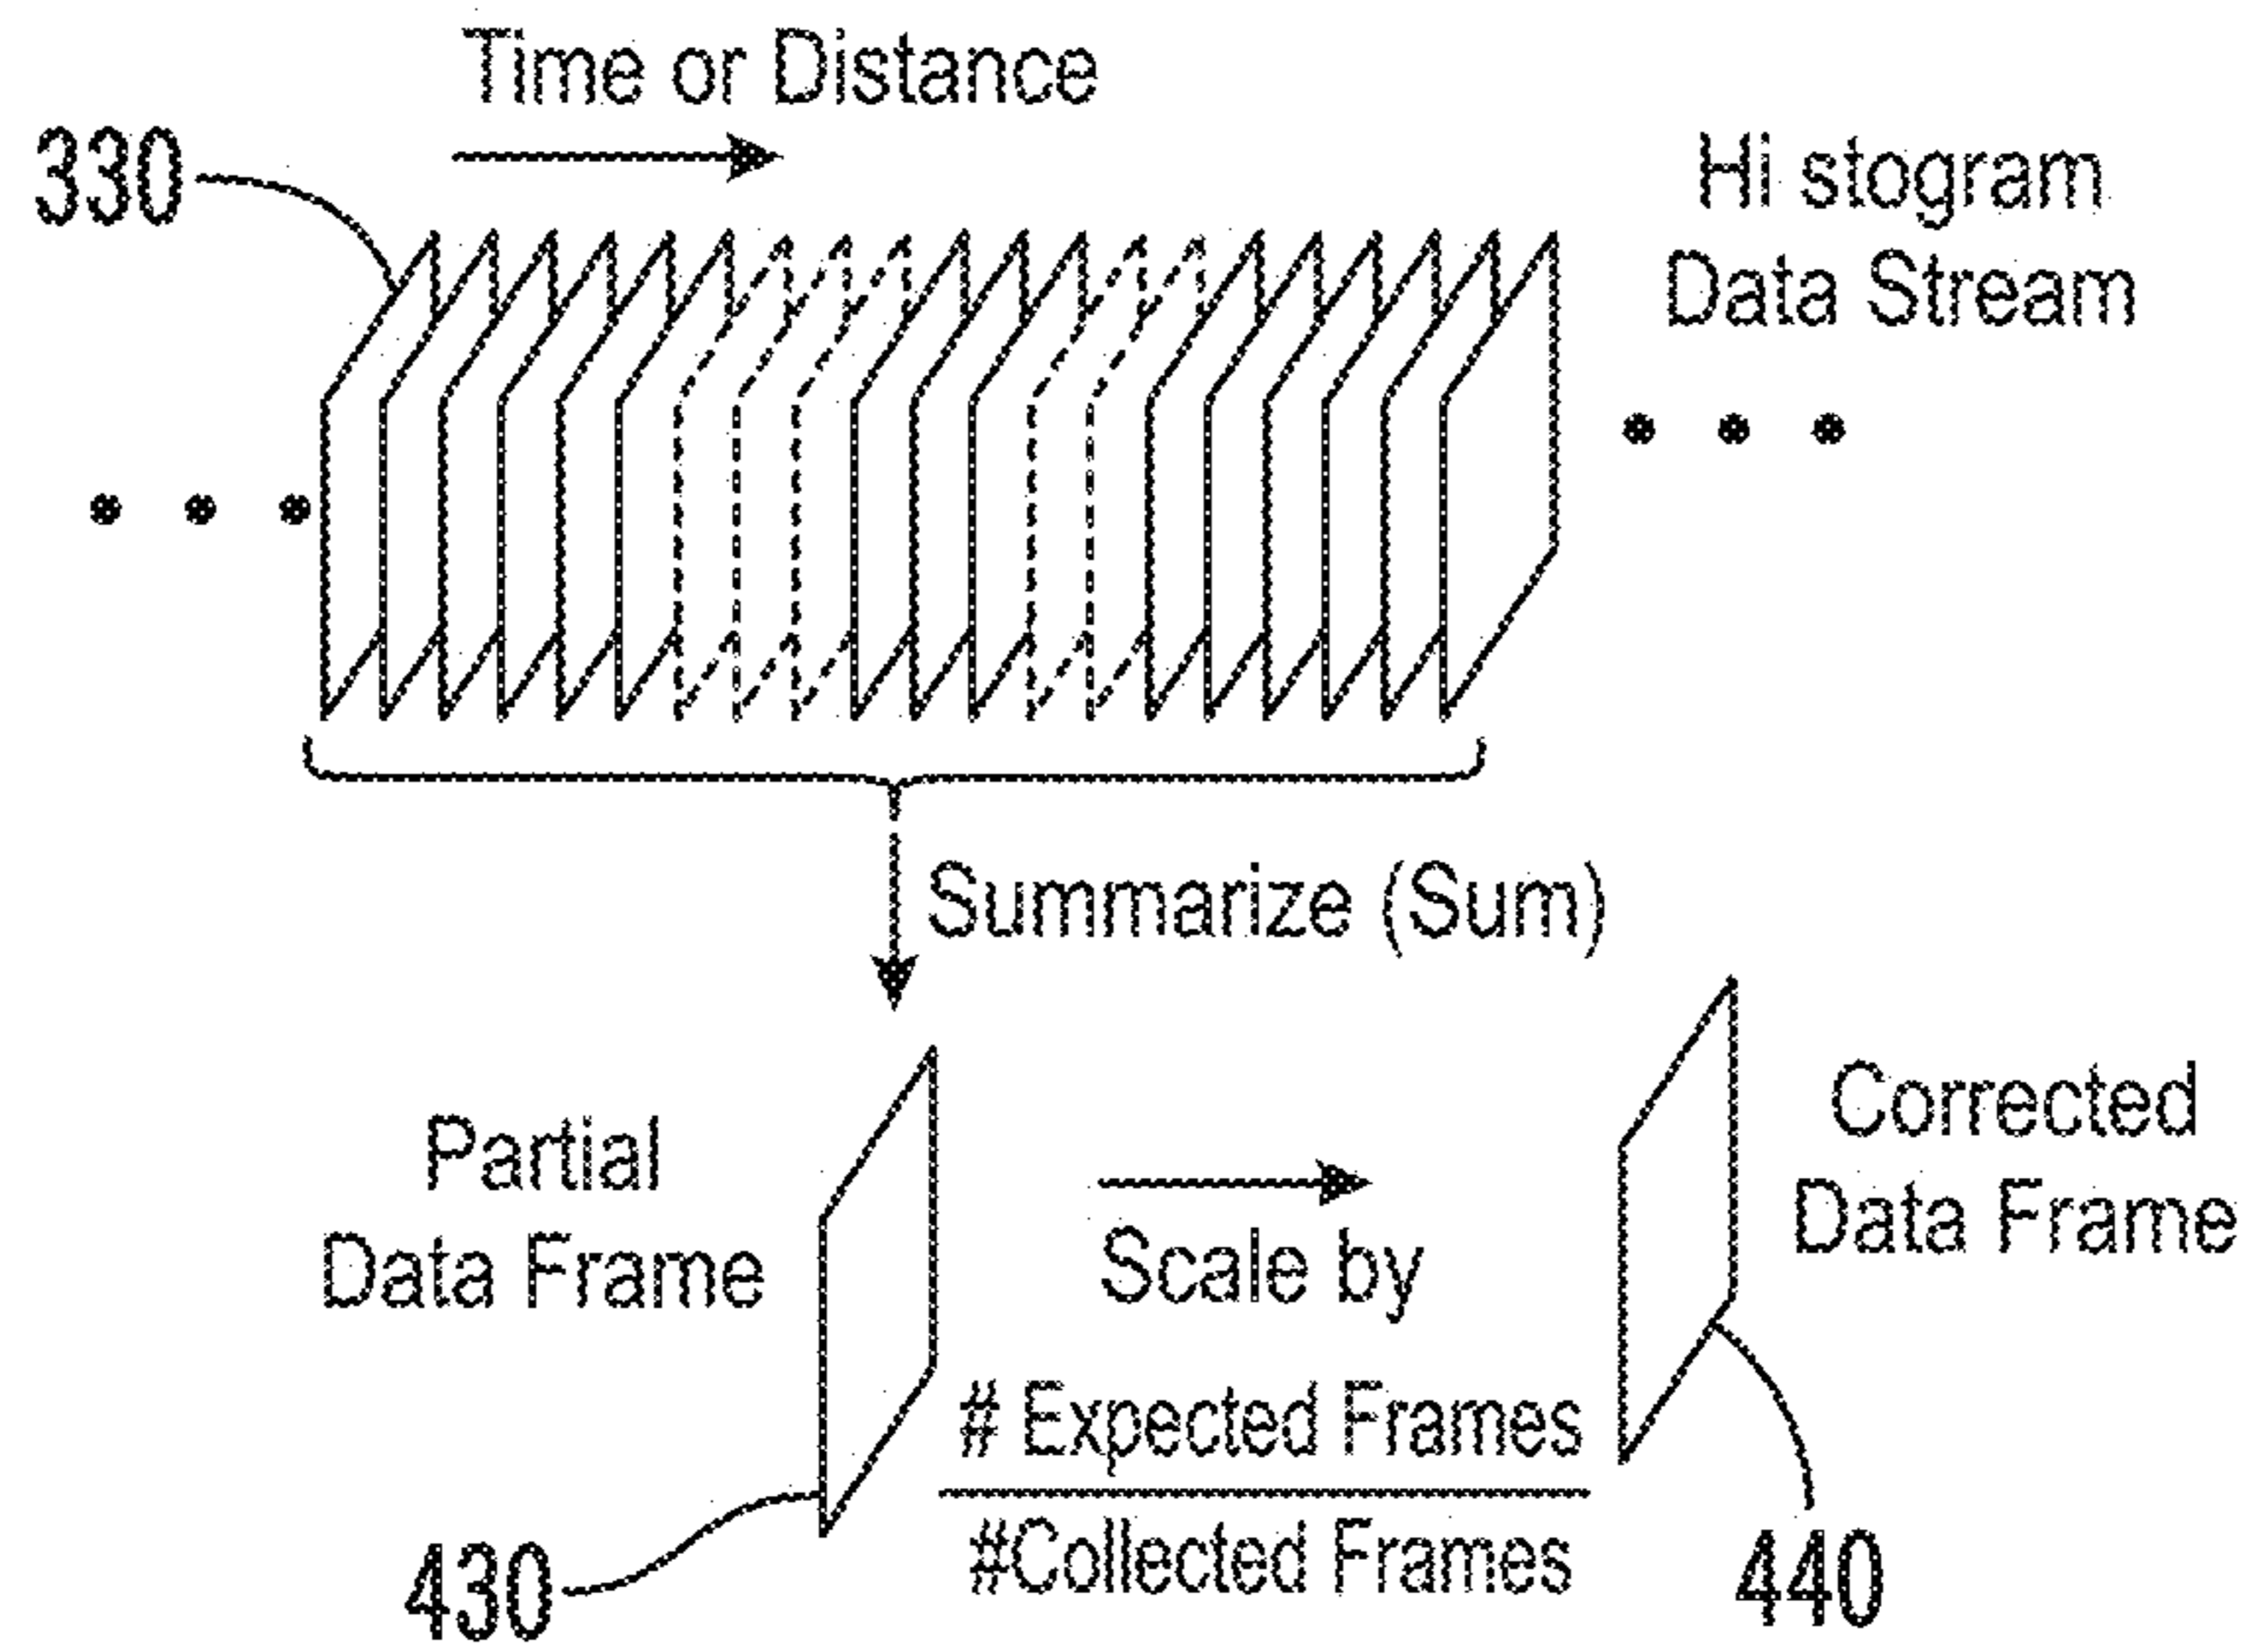 Time or Distance
330
Hi stogram
Data Stream
Summarize (Sum)
Partial
Data Frame
Scale by
# Expected Frames
#Collected Frames
Corrected
Data Frame
430
440